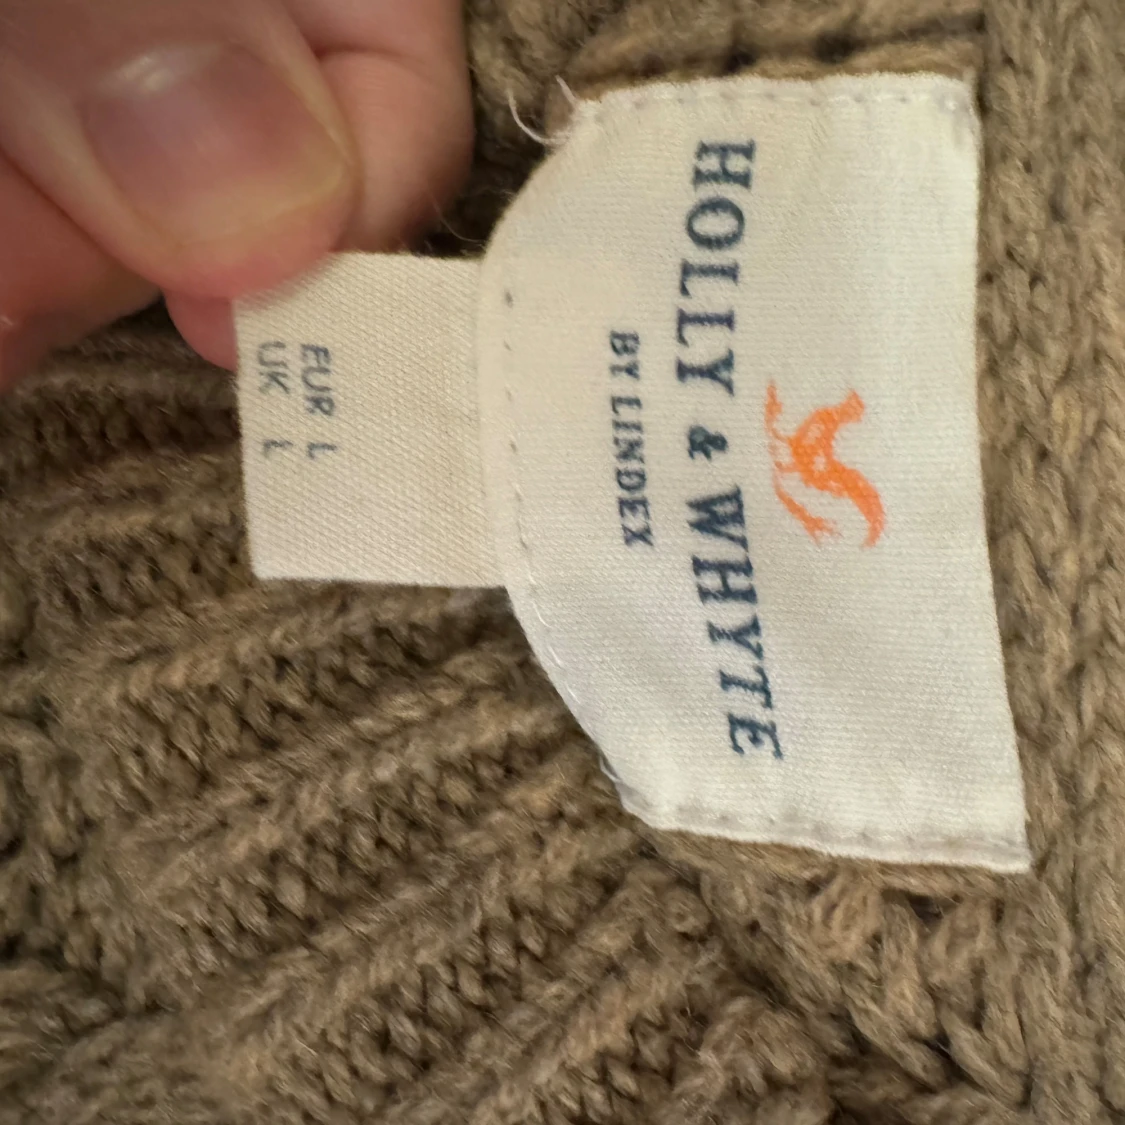 HOLLY & WHYTE
BY LINDEX
EUR L
UK L